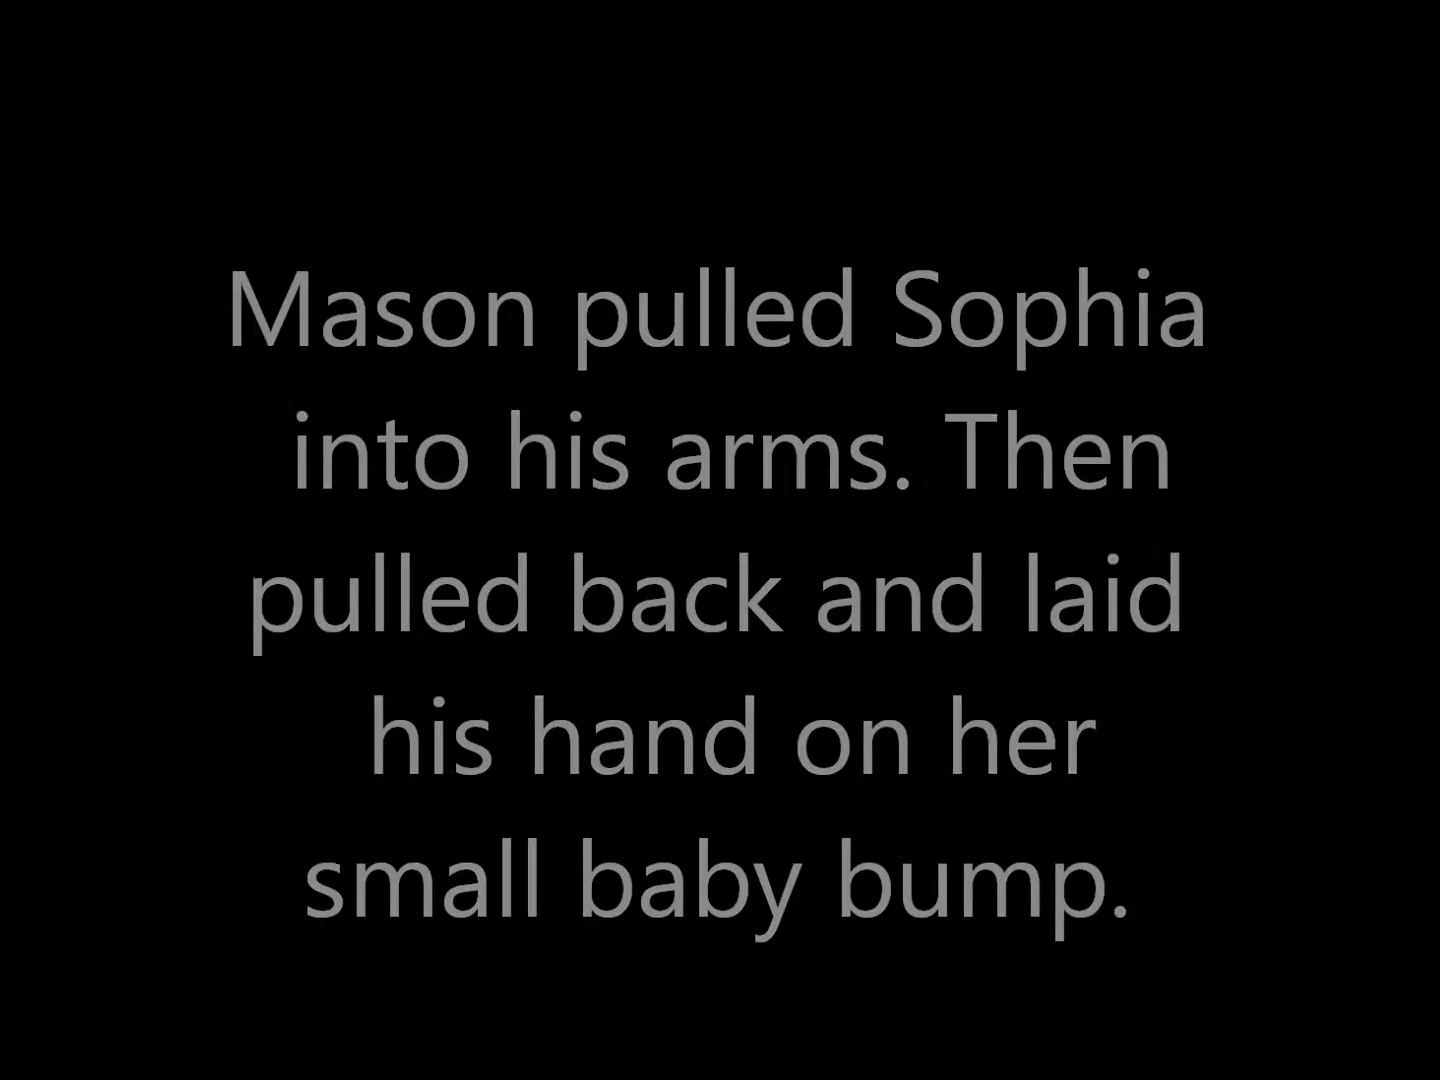 Mason pulled Sophia
into his arms. Then
pulled back and laid
his hand on her
small baby bump.